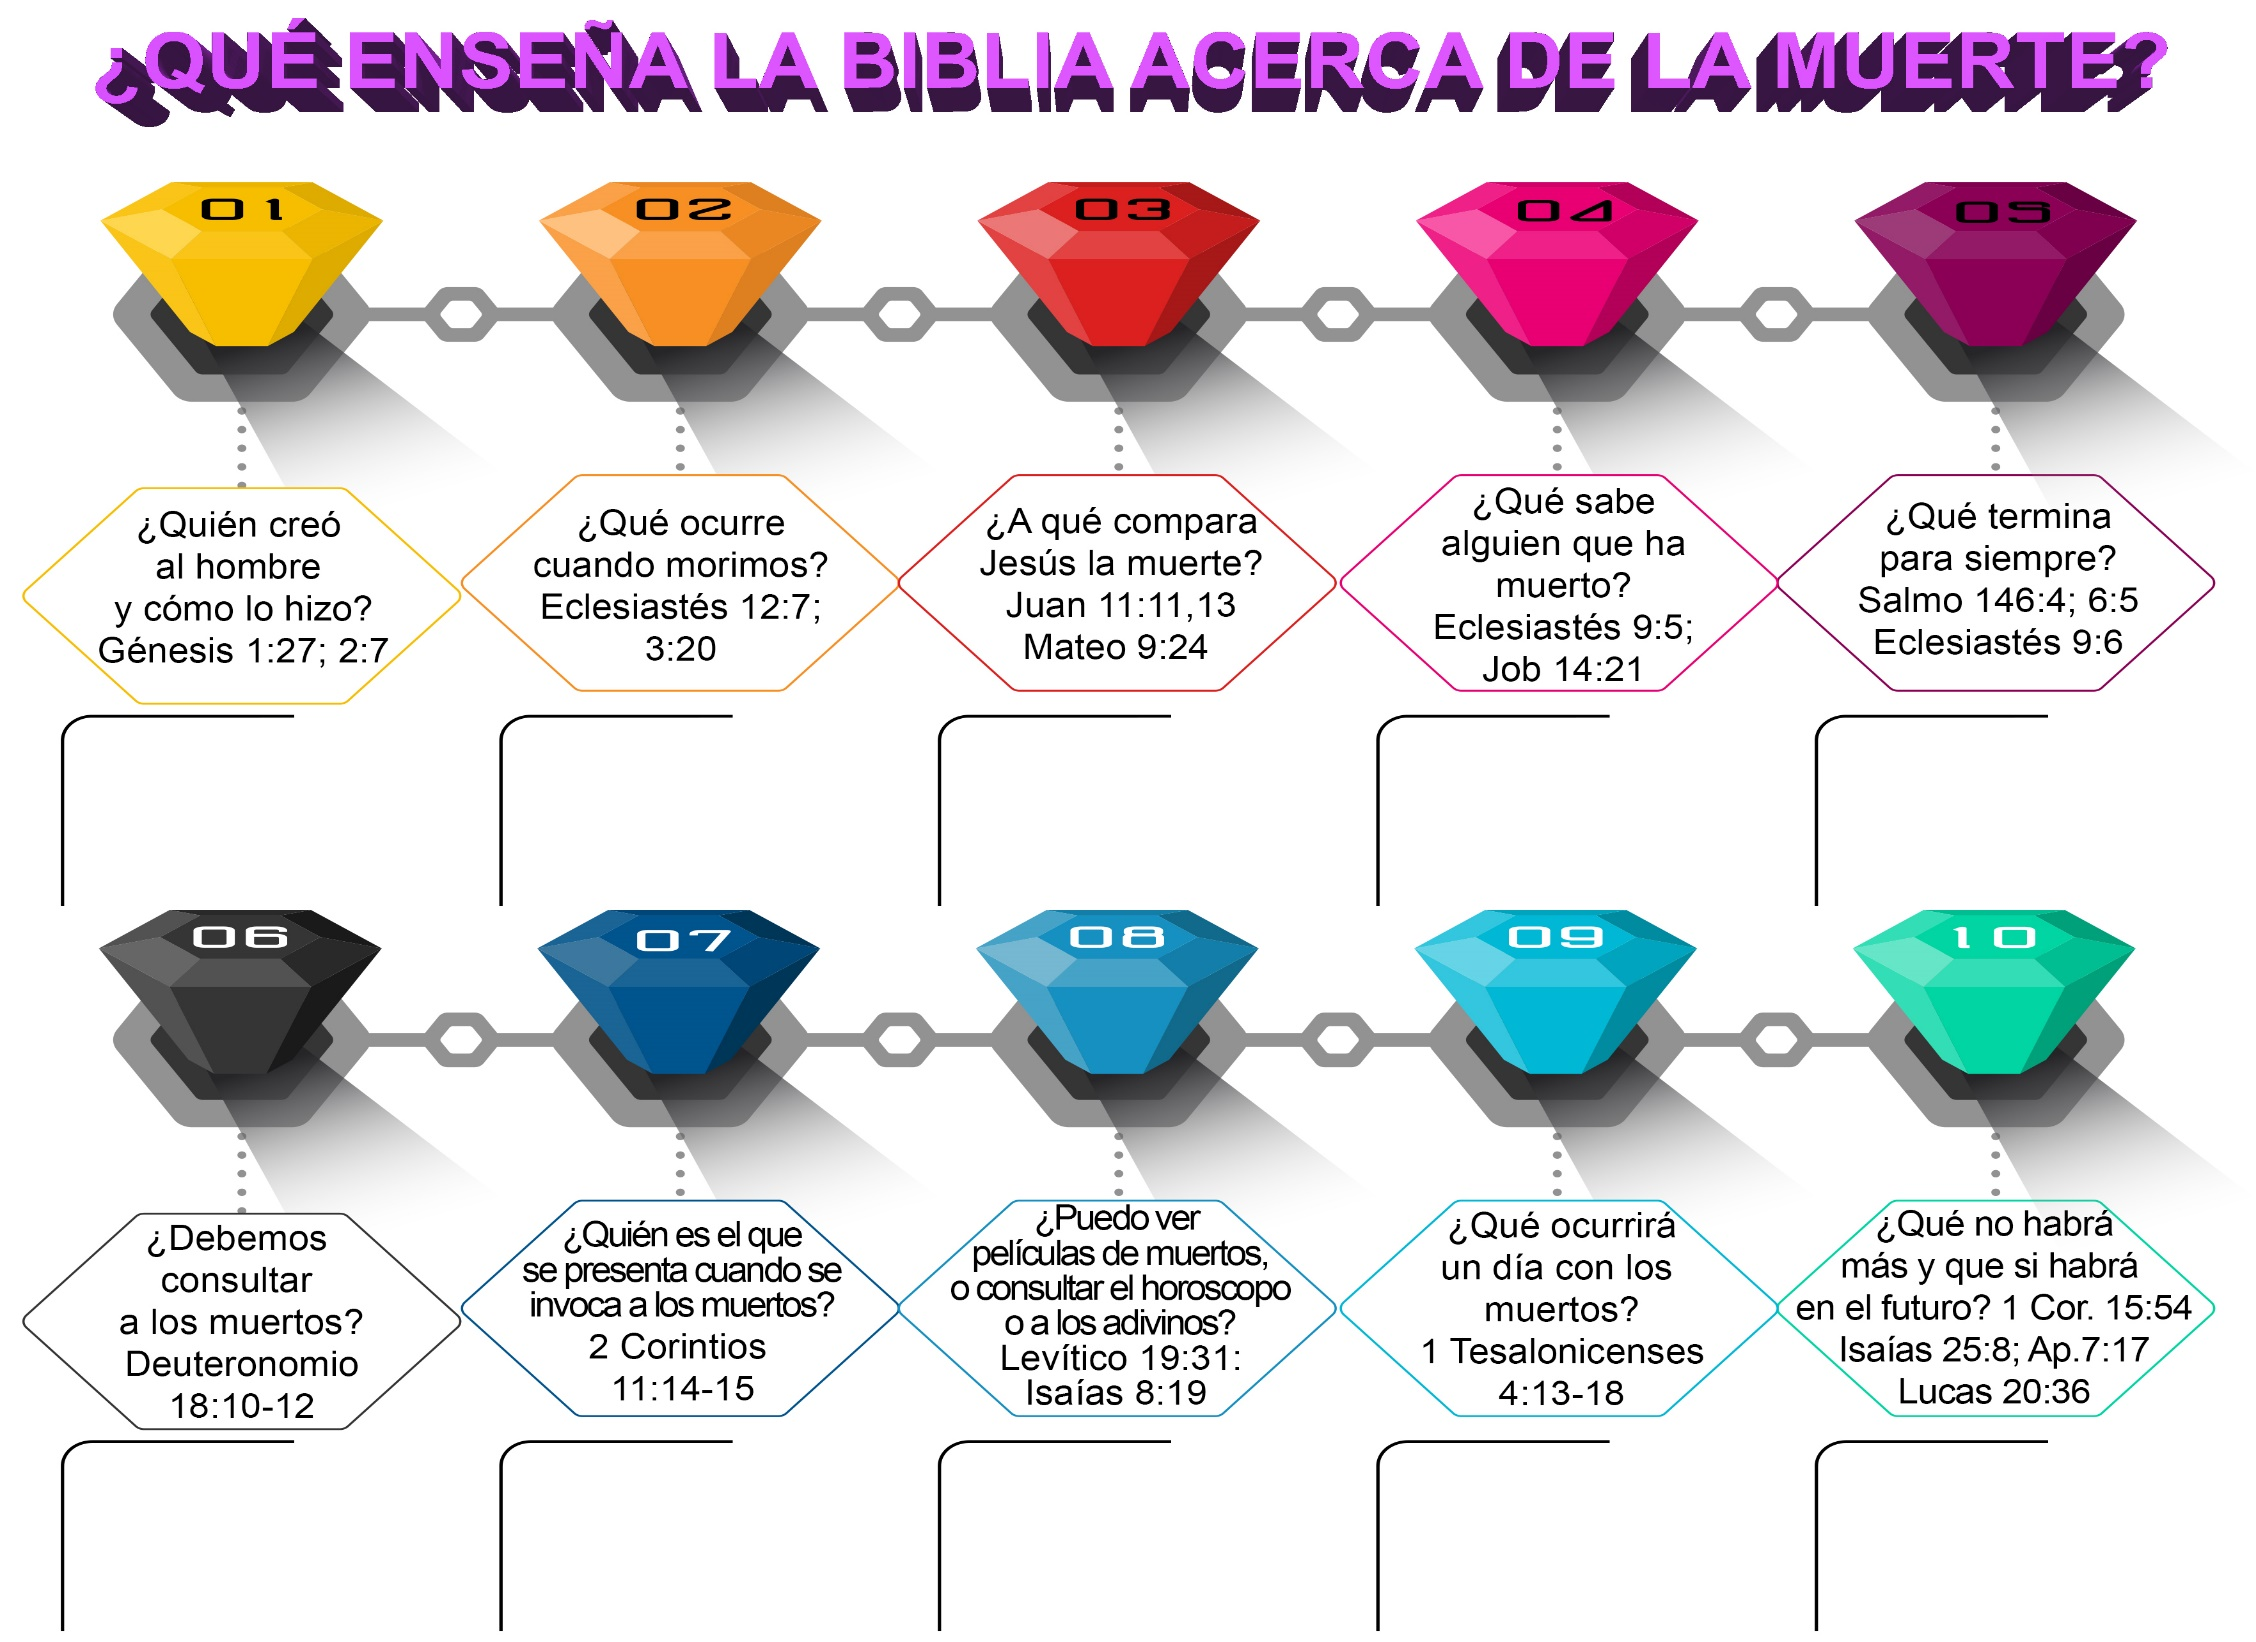 ¿QUÉ ENSEÑA LA BIBLIA ACERCA DE LA MUERTE?
01
¿Quién creó
al hombre
y cómo lo hizo?
Génesis 1:27; 2:7
02
¿Qué ocurre
cuando morimos?
Eclesiastés 12:7;
3:20
03
¿A qué compara
Jesús la muerte?
Juan 11:11,13
Mateo 9:24
04
¿Qué sabe
alguien que ha
muerto?
Eclesiastés 9:5;
Job 14:21
05
¿Qué termina
para siempre?
Salmo 146:4; 6:5
Eclesiastés 9:6
06
¿Debemos
consultar
a los muertos?
Deuteronomio
18:10-12
07
¿Quién es el que
se presenta cuando se
invoca a los muertos?
2 Corintios
11:14-15
08
¿Puedo ver
películas de muertos,
o consultar el horoscopo
o a los adivinos?
Levítico 19:31:
Isaías 8:19
09
¿Qué ocurrirá
un día con los
muertos?
1 Tesalonicenses
4:13-18
10
¿Qué no habrá
más y que si habrá
en el futuro? 1 Cor. 15:54
Isaías 25:8; Ap.7:17
Lucas 20:36